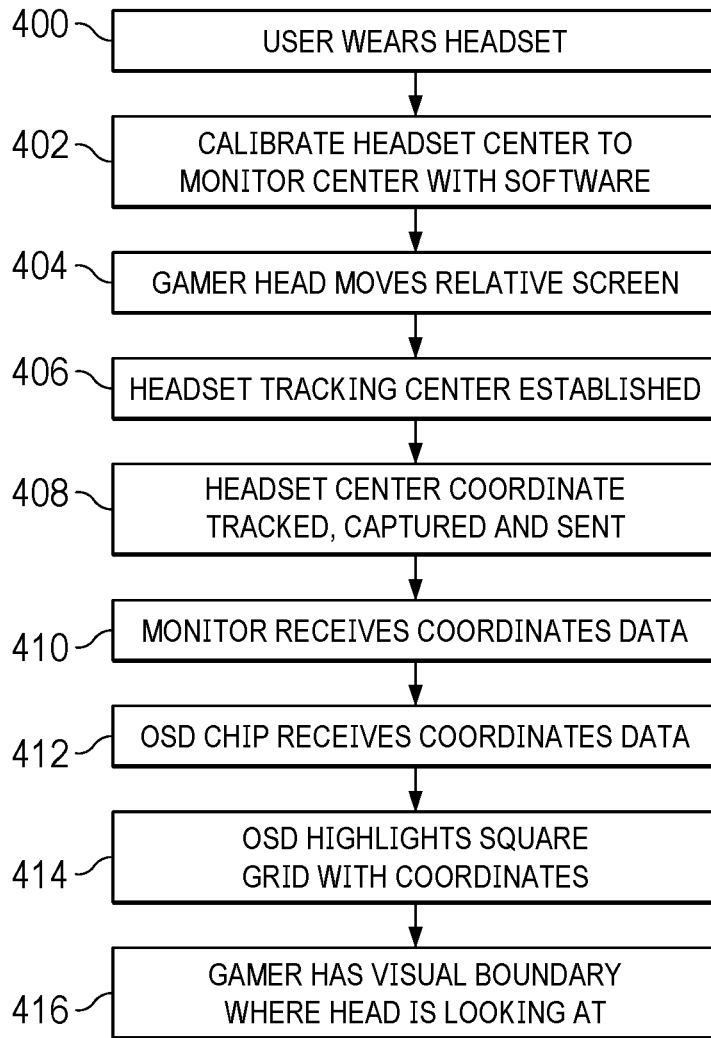 400
USER WEARS HEADSET
402
CALIBRATE HEADSET CENTER TO
MONITOR CENTER WITH SOFTWARE
404
GAMER HEAD MOVES RELATIVE SCREEN
406
HEADSET TRACKING CENTER ESTABLISHED
408
HEADSET CENTER COORDINATE
TRACKED, CAPTURED AND SENT
410
MONITOR RECEIVES COORDINATES DATA
412
OSD CHIP RECEIVES COORDINATES DATA
414
OSD HIGHLIGHTS SQUARE
GRID WITH COORDINATES
416
GAMER HAS VISUAL BOUNDARY
WHERE HEAD IS LOOKING AT